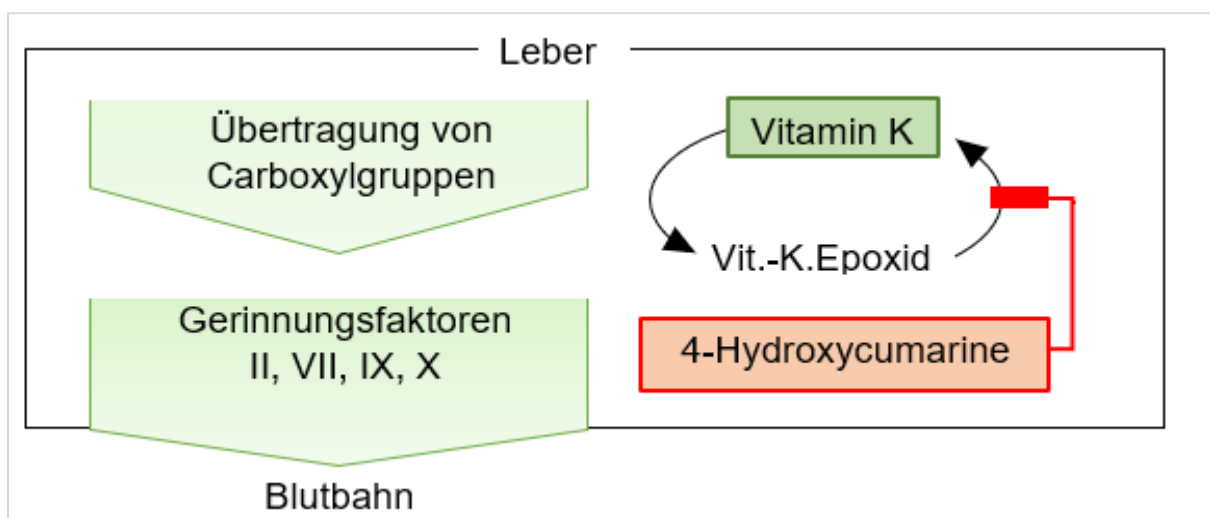 Leber
Übertragung von
Carboxylgruppen
Vitamin K
Vit.-K.Epoxid
Gerinnungsfaktoren
II, VII, IX, X
4-Hydroxycumarine
Blutbahn